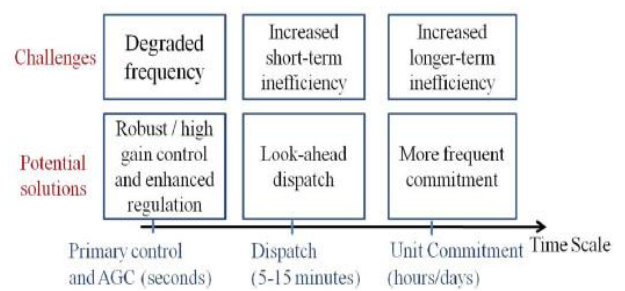 Challenges
Degraded
frequency
Increased
short-term
inefficiency
Increased
longer-term
inefficiency
Potential
solutions
Robust / high
gain control
and enhanced
regulation
Look-ahead
dispatch
More frequent
commitment
Primary control
and AGC (seconds)
Dispatch
(5-15 minutes)
Unit Commitment
(hours/days)
Time Scale